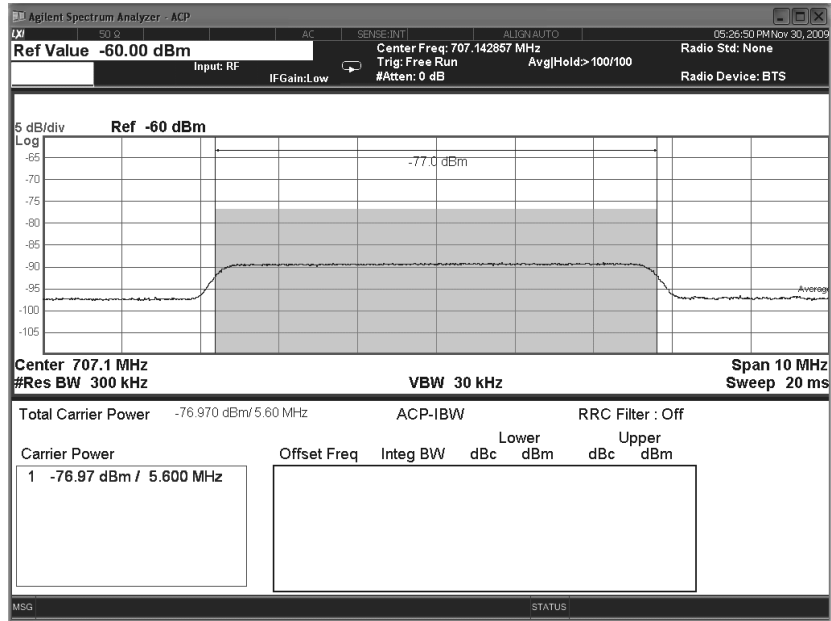 Agilent Spectrum Analyzer - ACP
LXI 50 Ω AC SENSE:INT ALIGNAUTO 05:26:50 PM Nov 30, 2009
Ref Value -60.00 dBm Center Freq: 707.142857 MHz Radio Std: None
Input: RF Trig: Free Run Avg|Hold:>100/100
IFGain:Low #Atten: 0 dB Radio Device: BTS
5 dB/div Ref -60 dBm
Log
-65
-77.0 dBm
-70
-75
-80
-85
-90
-95
Average
-100
-105
Center 707.1 MHz Span 10 MHz
#Res BW 300 kHz VBW 30 kHz Sweep 20 ms
Total Carrier Power -76.970 dBm/ 5.60 MHz ACP-IBW RRC Filter : Off
Lower Upper
Carrier Power Offset Freq Integ BW dBc dBm dBc dBm
1 -76.97 dBm / 5.600 MHz
MSG STATUS